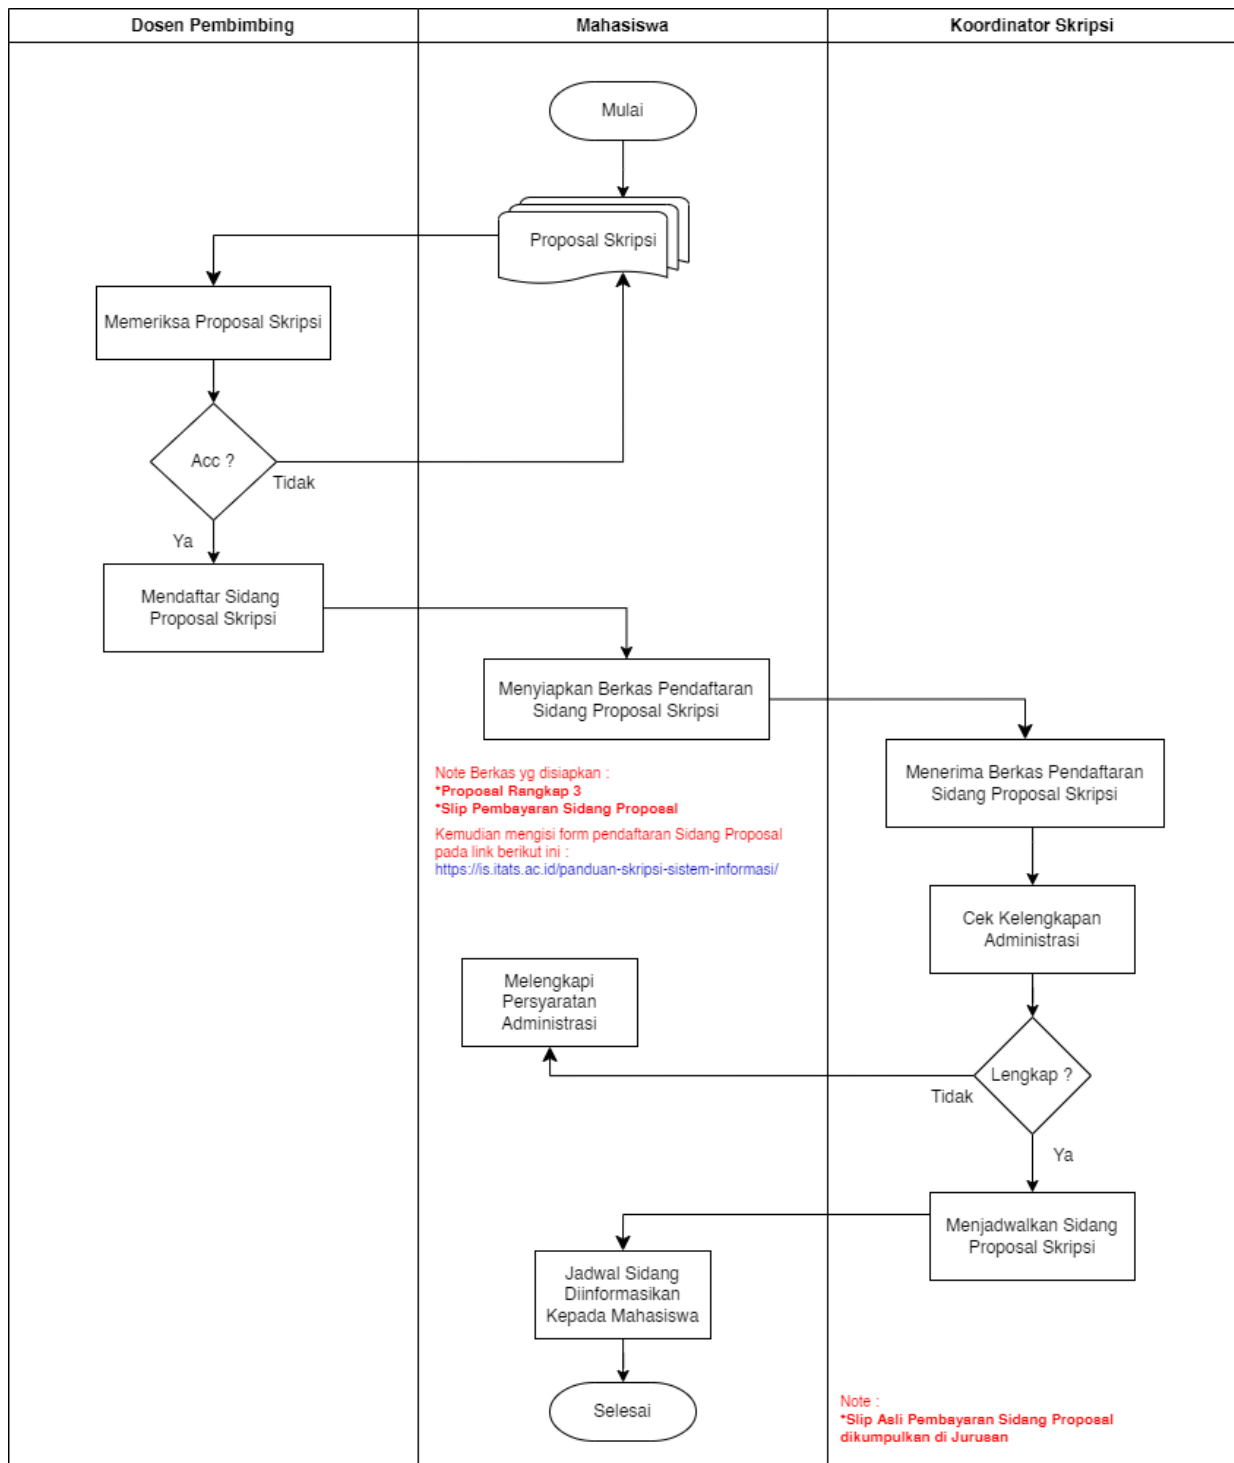 Dosen Pembimbing
Mahasiswa
Koordinator Skripsi
Mulai
Proposal Skripsi
Memeriksa Proposal Skripsi
Acc ?
Tidak
Ya
Mendaftar Sidang
Proposal Skripsi
Menyiapkan Berkas Pendaftaran
Sidang Proposal Skripsi
Note Berkas yg disiapkan :
*Proposal Rangkap 3
*Slip Pembayaran Sidang Proposal
Kemudian mengisi form pendaftaran Sidang Proposal
pada link berikut ini :
https://is.itats.ac.id/panduan-skripsi-sistem-informasi/
Menerima Berkas Pendaftaran
Sidang Proposal Skripsi
Cek Kelengkapan
Administrasi
Melengkapi
Persyaratan
Administrasi
Lengkap ?
Tidak
Ya
Menjadwalkan Sidang
Proposal Skripsi
Jadwal Sidang
Diinformasikan
Kepada Mahasiswa
Selesai
Note :
*Slip Asli Pembayaran Sidang Proposal
dikumpulkan di Jurusan